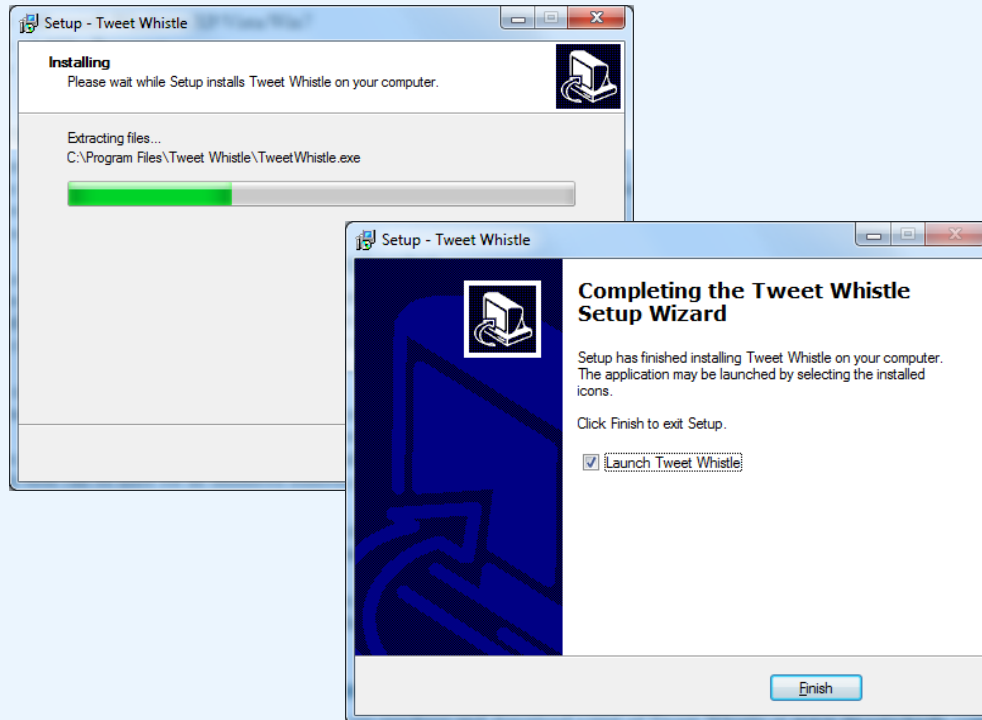 Setup - Tweet Whistle
Installing
Please wait while Setup installs Tweet Whistle on your computer.
Extracting files...
C:\Program Files\Tweet Whistle\TweetWhistle.exe
Setup - Tweet Whistle
Completing the Tweet Whistle
Setup Wizard
Setup has finished installing Tweet Whistle on your computer.
The application may be launched by selecting the installed
icons.
Click Finish to exit Setup.
Launch Tweet Whistle
Finish